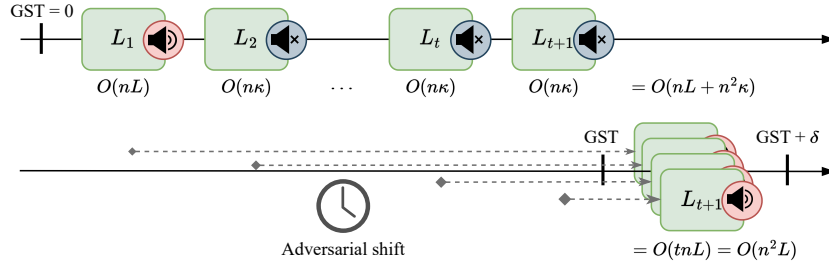 GST = 0
L₁ L₂ Lₜ Lₜ₊₁
O(nL) O(nκ) ... O(nκ) O(nκ) = O(nL + n²κ)
GST GST + δ
Lₜ₊₁
Adversarial shift
= O(tnL) = O(n²L)